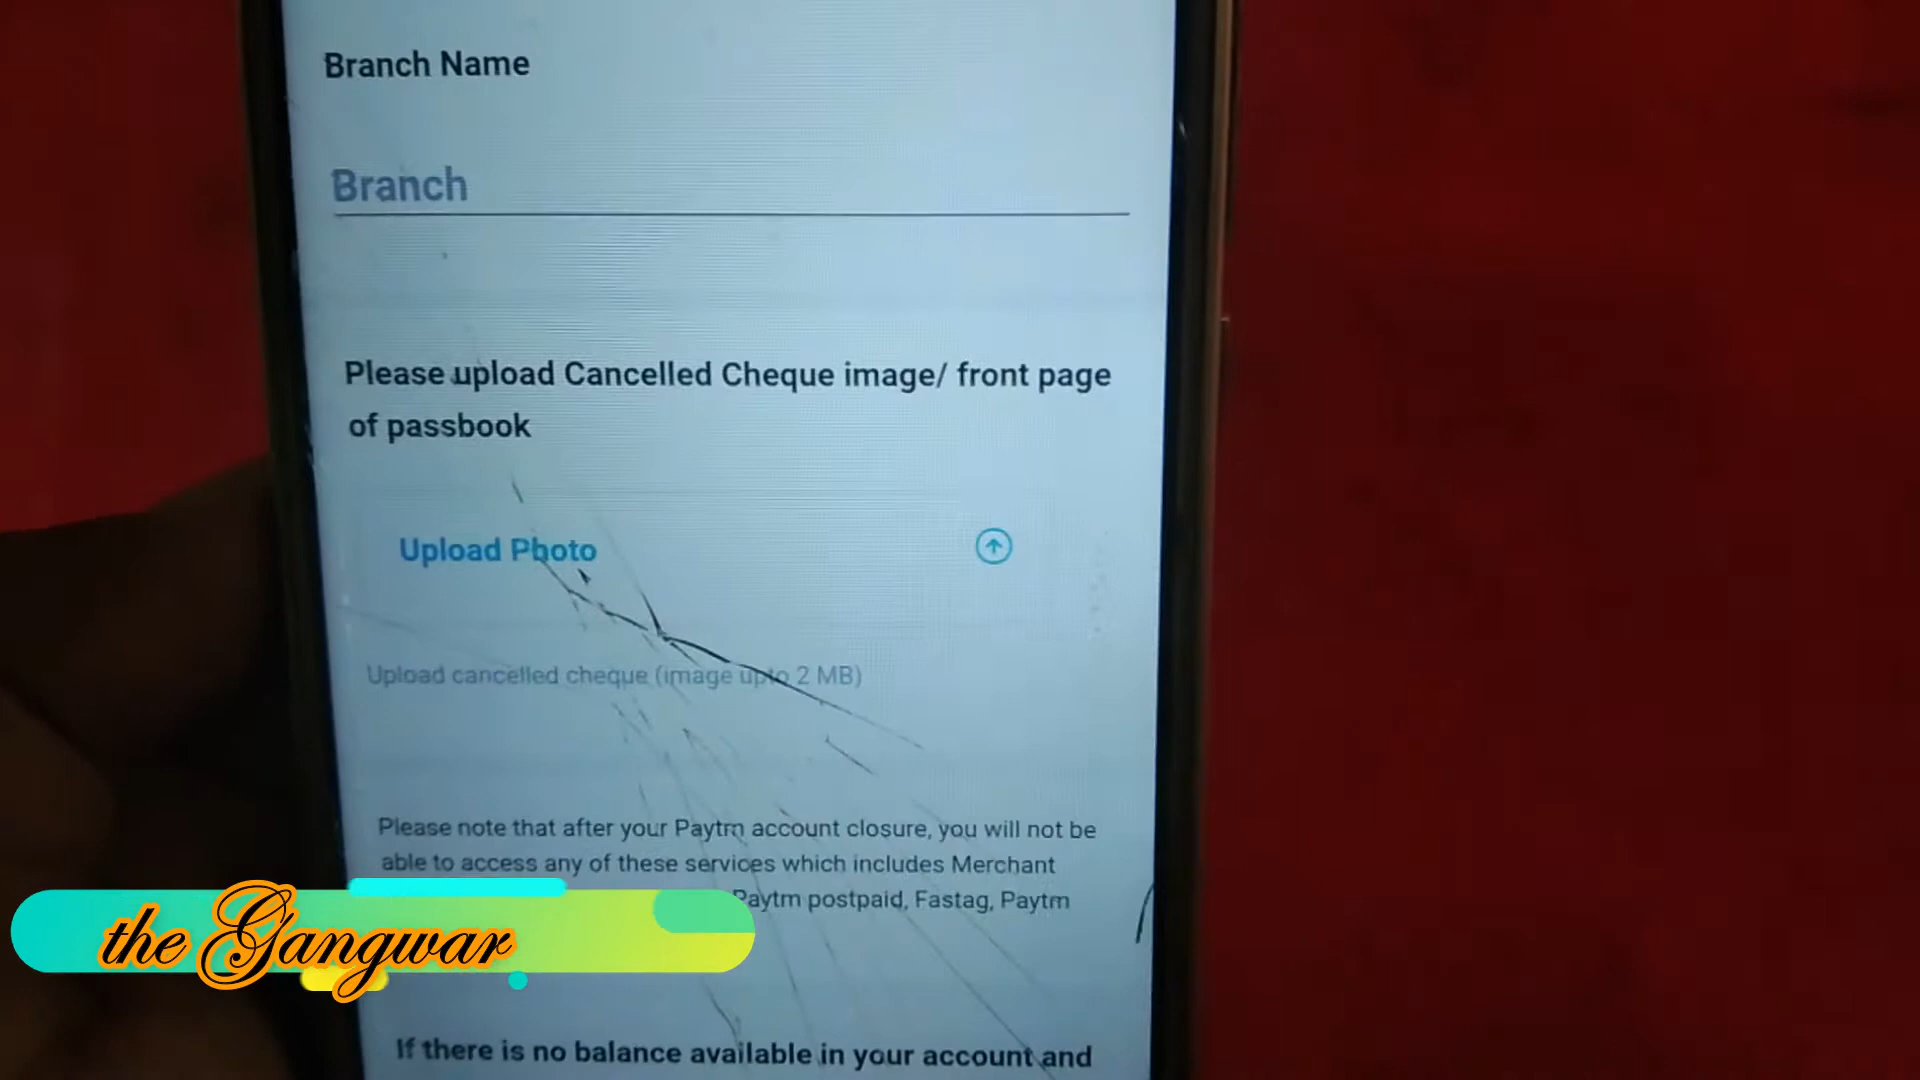 Branch Name
Branch
Please upload Cancelled Cheque image/ front page
of passbook
Upload Photo
Upload cancelled cheque (image upto 2 MB)
Please note that after your Paytm account closure, you will not be
able to access any of these services which includes Merchant
Paytm postpaid, Fastag, Paytm
the Gangwar
If there is no balance available in your account and